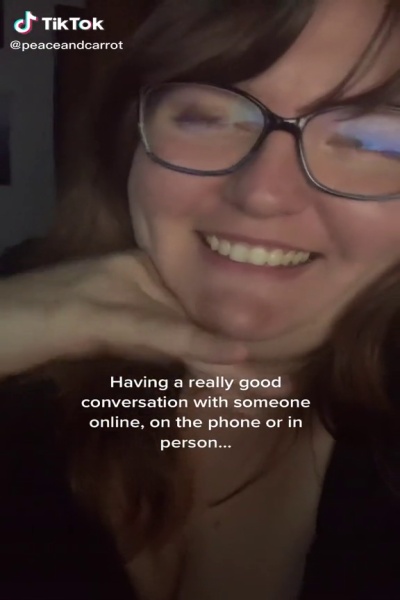 TikTok
@peaceandcarrot
Having a really good
conversation with someone
online, on the phone or in
person...